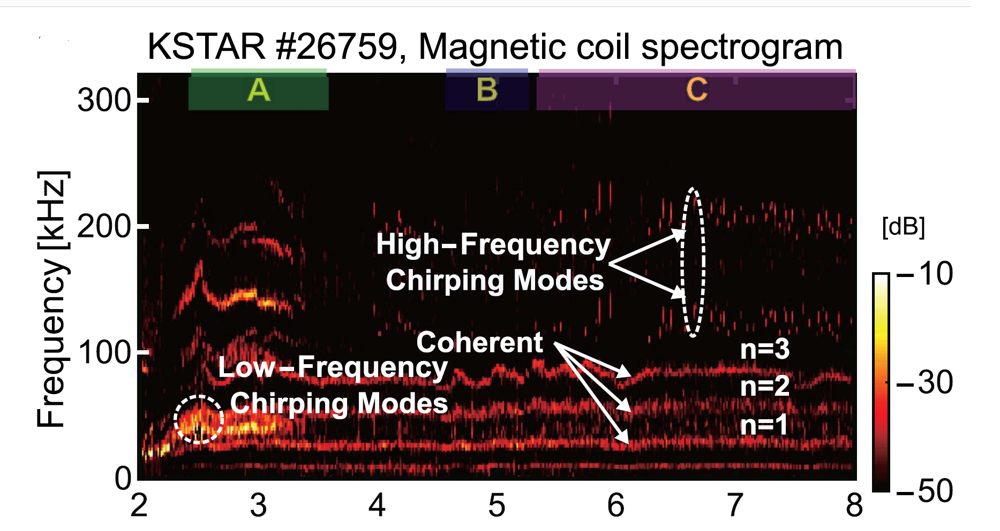 KSTAR #26759, Magnetic coil spectrogram
A
B
C
300
200
100
0
Frequency [kHz]
High-Frequency
Chirping Modes
Coherent
Low-Frequency
Chirping Modes
n=3
n=2
n=1
2 3 4 5 6 7 8
[dB]
-10
-30
-50